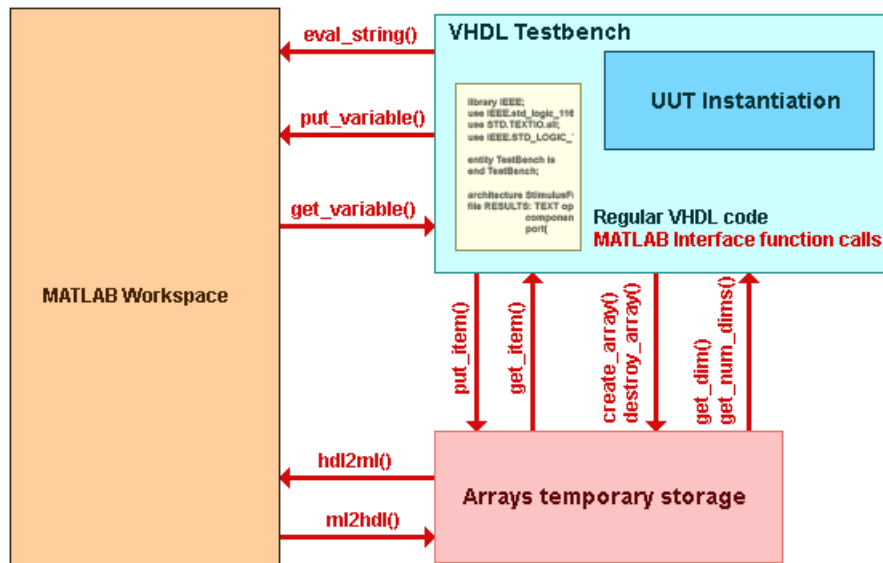 eval_string()
put_variable()
get_variable()
MATLAB Workspace
VHDL Testbench
UUT Instantiation
library IEEE;
use IEEE.std_logic_116
use STD.TEXTIO.all;
use IEEE.STD_LOGIC_
entity TestBench is
end TestBench;
architecture StimulusF
file RESULTS: TEXT op
componen
port(
Regular VHDL code
MATLAB Interface function calls
put_item()
get_item()
create_array()
destroy_array()
get_dim()
get_num_dims()
hdl2ml()
ml2hdl()
Arrays temporary storage